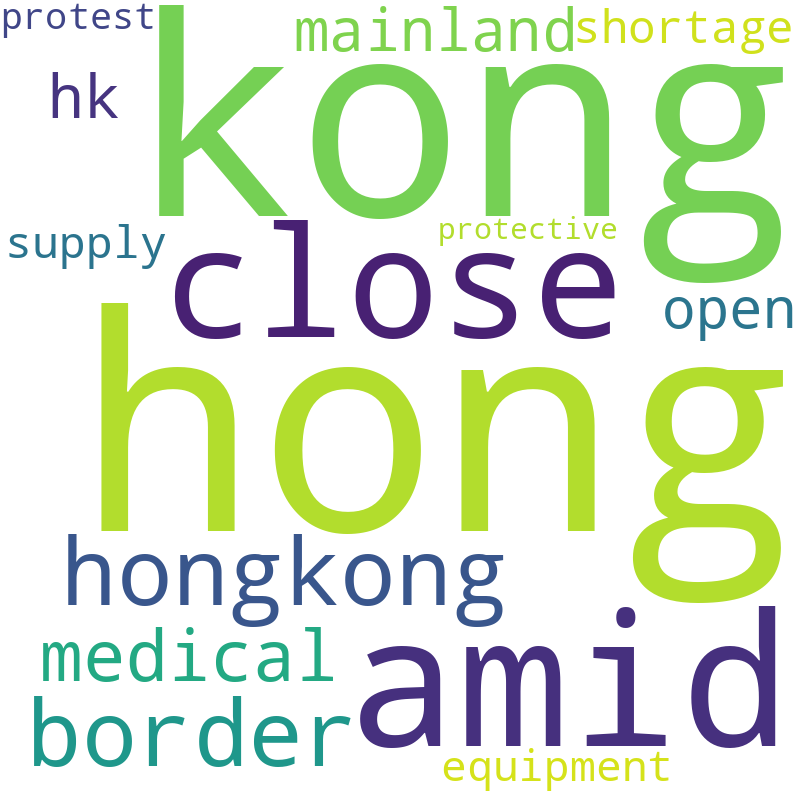 protest
mainland
shortage
kong
hk
supply
protective
close
open
hong
hongkong
medical
amid
border
equipment